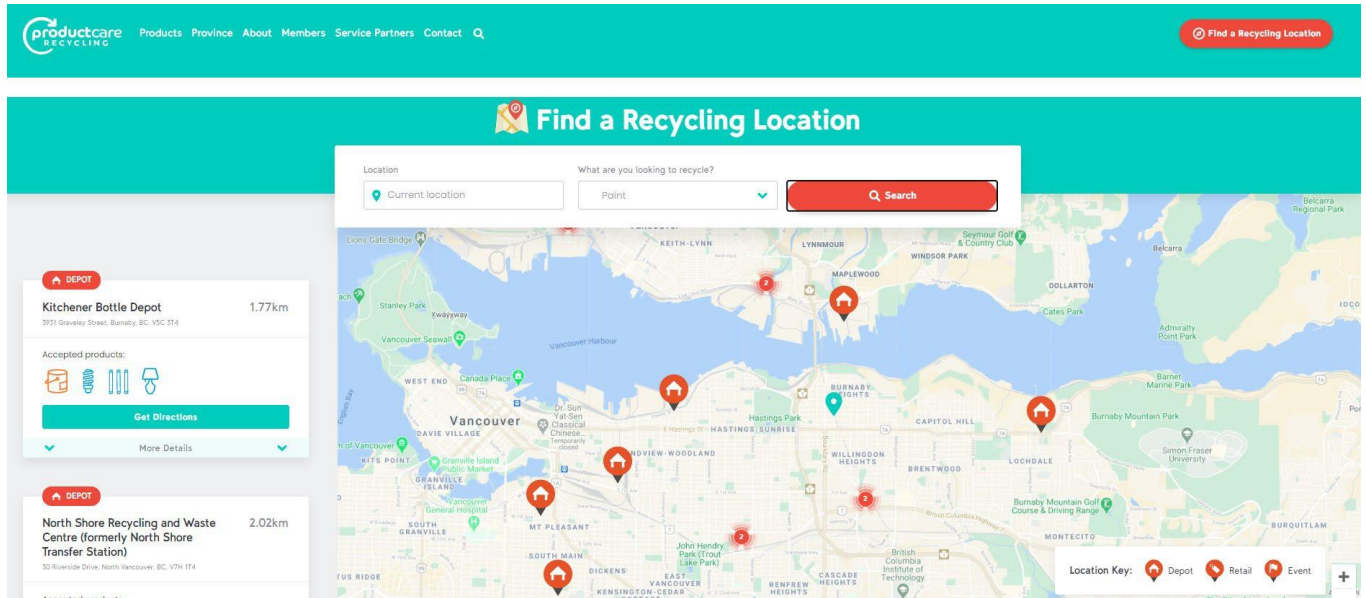 productcare
RECYCLING
Products Province About Members Service Partners Contact
Find a Recycling Location
Find a Recycling Location
Location
What are you looking to recycle?
Current location
Paint
Search
DEPOT
Kitchener Bottle Depot
1.77km
3931 Graveley Street, Burnaby, BC, V5C 3T4
Accepted products:
Get Directions
More Details
DEPOT
North Shore Recycling and Waste
Centre (formerly North Shore
Transfer Station)
2.02km
30 Riverside Drive, North Vancouver, BC, V7H 1T4
Lions Gate Bridge
KEITH-LYNN
LYNNMOUR
Seymour Golf
& Country Club
WINDSOR PARK
Belcarra
Regional Park
Belcarra
MAPLEWOOD
2
DOLLARTON
Stanley Park
Cates Park
Xwáýxway
Admiralty
Point Park
Vancouver Seawall
Vancouver Harbour
WEST END
Canada Place
BURNABY
HEIGHTS
Barnet
Marine Park
Dr. Sun
Yat-Sen
Classical
Chinese...
Temporarily
closed
Vancouver
DAVIE VILLAGE
Hastings Park
HASTINGS SUNRISE
E Hastings St
CAPITOL HILL
Burnaby Mountain Park
KITS POINT
Granville Island
Public Market
GRANVILLE
ISLAND
NDVIEW-WOODLAND
WILLINGDON
HEIGHTS
BRENTWOOD
LOCHDALE
Simon Fraser
University
Vancouver
General Hospital
2
Burnaby Mountain Golf
Course & Driving Range
SOUTH
GRANVILLE
MT PLEASANT
2
BURQUITLAM
MONTECITO
SOUTH MAIN
John Hendry
Park (Trout
Lake Park)
British
Columbia
Institute of
Technology
TUS RIDGE
DICKENS
EAST
VANCOUVER
RENFREW
HEIGHTS
CASCADE
HEIGHTS
KENSINGTON-CEDAR
Location Key: Depot Retail Event
+